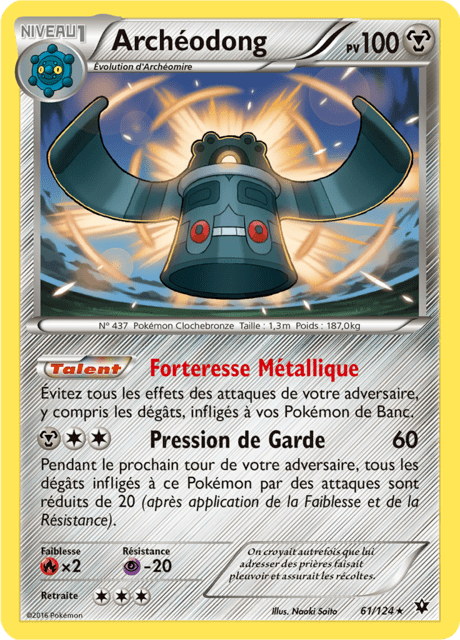 NIVEAU 1
Archéodong
PV100
Évolution d'Archéomire
N° 437 Pokémon Clochebronze Taille : 1,3m Poids : 187,0kg
Talent Forteresse Métallique
Évitez tous les effets des attaques de votre adversaire,
y compris les dégâts, infligés à vos Pokémon de Banc.
Pression de Garde 60
Pendant le prochain tour de votre adversaire, tous les
dégâts infligés à ce Pokémon par des attaques sont
réduits de 20 (après application de la Faiblesse et de la
Résistance).
Faiblesse Résistance
×2 -20
Retraite
On croyait autrefois que lui
adresser des prières faisait
pleuvoir et assurait les récoltes.
©2016 Pokémon
Illus. Naoki Saito 61/124 ★